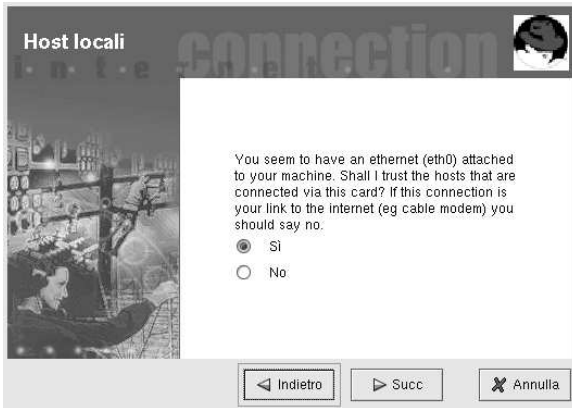 Host locali
connection
internet
You seem to have an ethernet (eth0) attached
to your machine. Shall I trust the hosts that are
connected via this card? If this connection is
your link to the internet (eg cable modem) you
should say no.
Sì
No
Indietro
Succ
Annulla